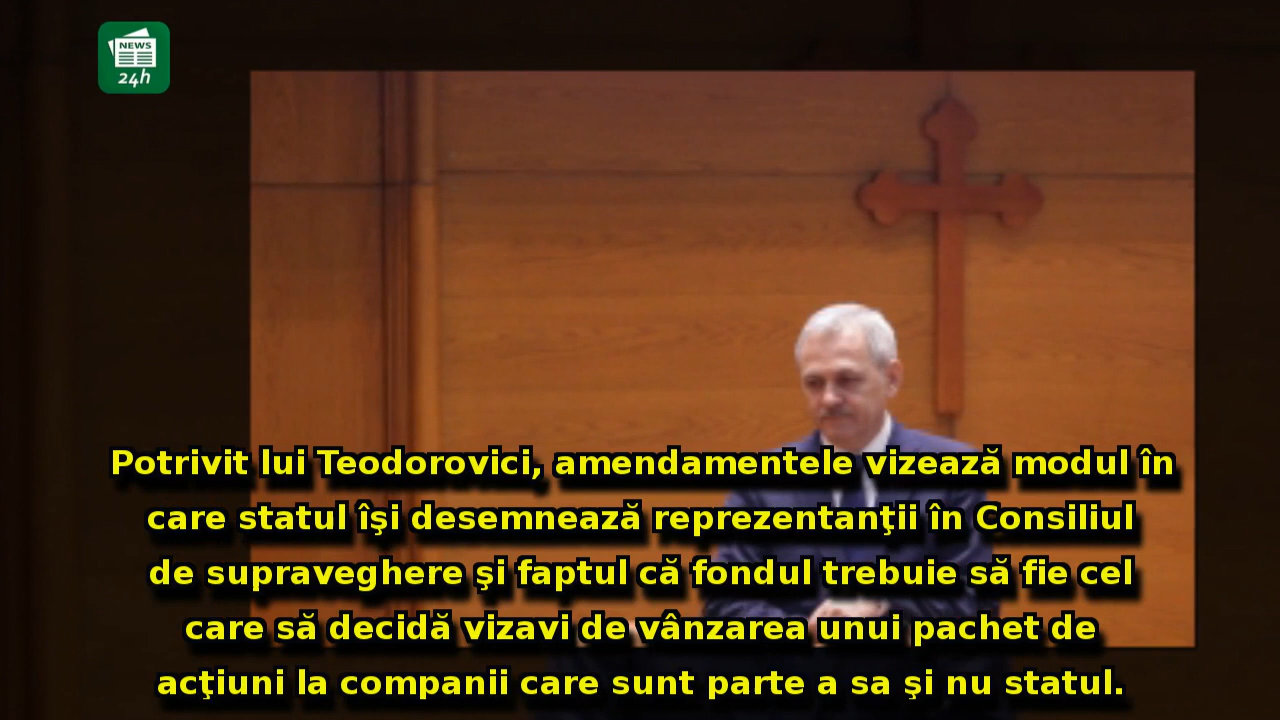 NEWS
24h
Potrivit lui Teodorovici, amendamentele vizează modul în
care statul îşi desemnează reprezentanţii în Consiliul
de supraveghere şi faptul că fondul trebuie să fie cel
care să decidă vizavi de vânzarea unui pachet de
acţiuni la companii care sunt parte a sa şi nu statul.